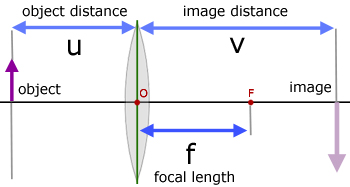 object distance
image distance
u
v
object
O
F
image
f
focal length